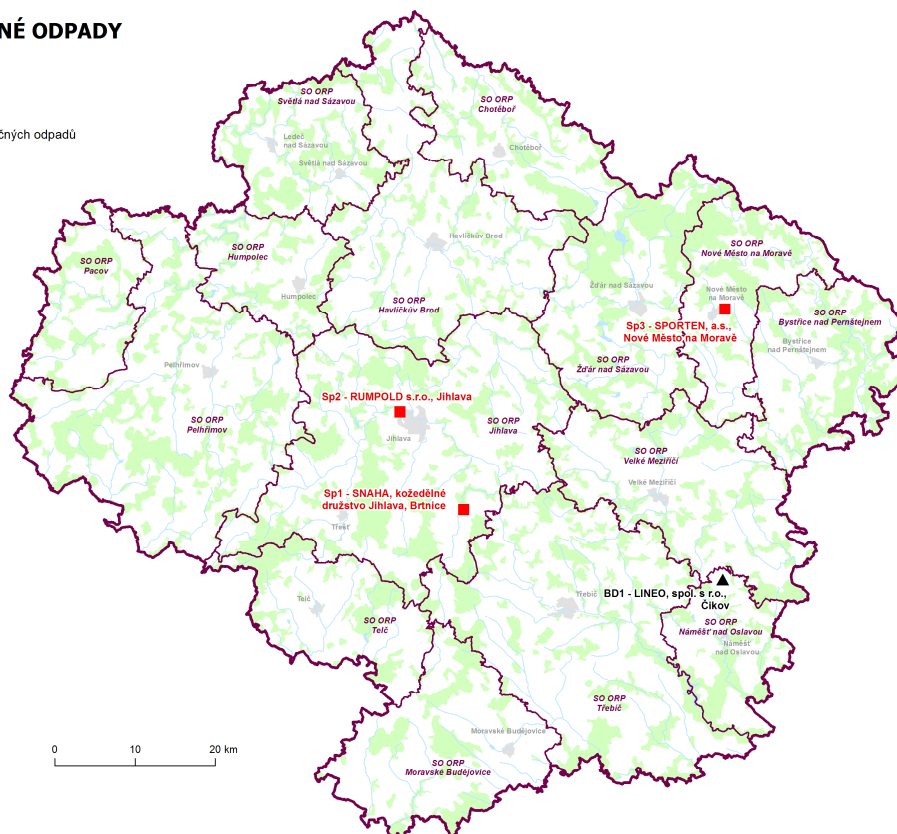 NÉ ODPADY
čných odpadů
SO ORP
Světlá nad Sázavou
SO ORP
Chotěboř
Ledeč
nad Sázavou
Chotěboř
Světlá nad Sázavou
SO ORP
Pacov
SO ORP
Humpolec
Havlíčkův Brod
SO ORP
Nové Město na Moravě
Humpolec
SO ORP
Havlíčkův Brod
Žďár nad Sázavou
Nové Město
na Moravě
SO ORP
Bystřice nad Pernštejnem
Sp3 - SPORTEN, a.s.,
Nové Město na Moravě
Bystřice
nad Pernštejnem
Pelhřimov
SO ORP
Žďár nad Sázavou
Sp2 - RUMPOLD s.r.o., Jihlava
SO ORP
Pelhřimov
SO ORP
Jihlava
Jihlava
SO ORP
Velké Meziříčí
Velké Meziříčí
Sp1 - SNAHA, kožedělné
družstvo Jihlava, Brtnice
Třešť
Telč
Třebíč
BD1 - LINEO, spol. s r.o.,
Čikov
SO ORP
Telč
SO ORP
Náměšť nad Oslavou
Náměšť
nad Oslavou
SO ORP
Třebíč
Moravské Budějovice
SO ORP
Moravské Budějovice
0 10 20 km